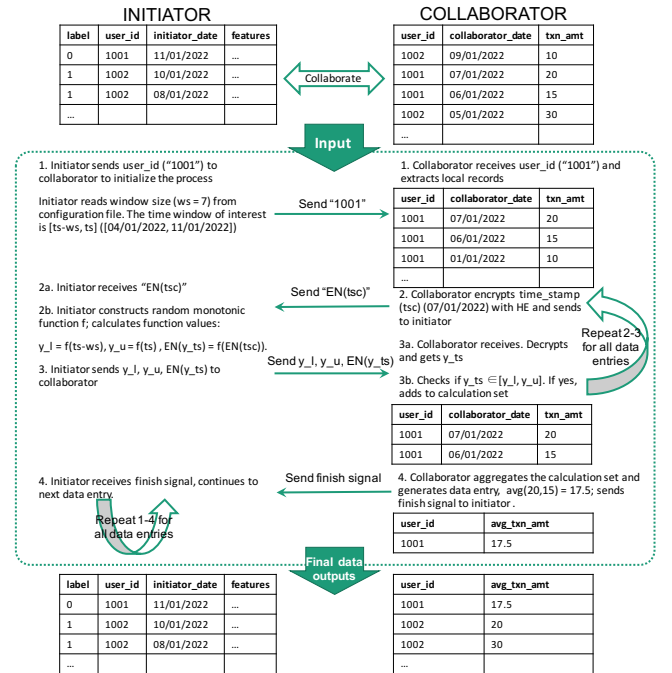 INITIATOR
label user_id initiator_date features
0 1001 11/01/2022 ...
1 1002 10/01/2022 ...
1 1002 08/01/2022 ...
...
Collaborate
COLLABORATOR
user_id collaborator_date txn_amt
1002 09/01/2022 10
1001 07/01/2022 20
1001 06/01/2022 15
1002 05/01/2022 30
...
Input
1. Initiator sends user_id ("1001") to
collaborator to initialize the process
Initiator reads window size (ws = 7) from
configuration file. The time window of interest
is [ts-ws, ts] ([04/01/2022, 11/01/2022])
Send "1001"
1. Collaborator receives user_id ("1001") and
extracts local records
user_id collaborator_date txn_amt
1001 07/01/2022 20
1001 06/01/2022 15
1001 01/01/2022 10
...
2a. Initiator receives "EN(tsc)"
2b. Initiator constructs random monotonic
function f; calculates function values:
y_l = f(ts-ws), y_u = f(ts) , EN(y_ts) = f(EN(tsc)).
3. Initiator sends y_l, y_u, EN(y_ts) to
collaborator
Send "EN(tsc)"
Send y_l, y_u, EN(y_ts)
2. Collaborator encrypts time_stamp
(tsc) (07/01/2022) with HE and sends
to initiator
3a. Collaborator receives. Decrypts
and gets y_ts
3b. Checks if y_ts ∈[y_l, y_u]. If yes,
adds to calculation set
Repeat 2-3
for all data
entries
user_id collaborator_date txn_amt
1001 07/01/2022 20
1001 06/01/2022 15
4. Initiator receives finish signal, continues to
next data entry.
Repeat 1-4 for
all data entries
Send finish signal
4. Collaborator aggregates the calculation set and
generates data entry, avg(20,15) = 17.5; sends
finish signal to initiator .
user_id avg_txn_amt
1001 17.5
Final data
outputs
label user_id initiator_date features
0 1001 11/01/2022 ...
1 1002 10/01/2022 ...
1 1002 08/01/2022 ...
...
user_id avg_txn_amt
1001 17.5
1002 20
1002 30
...